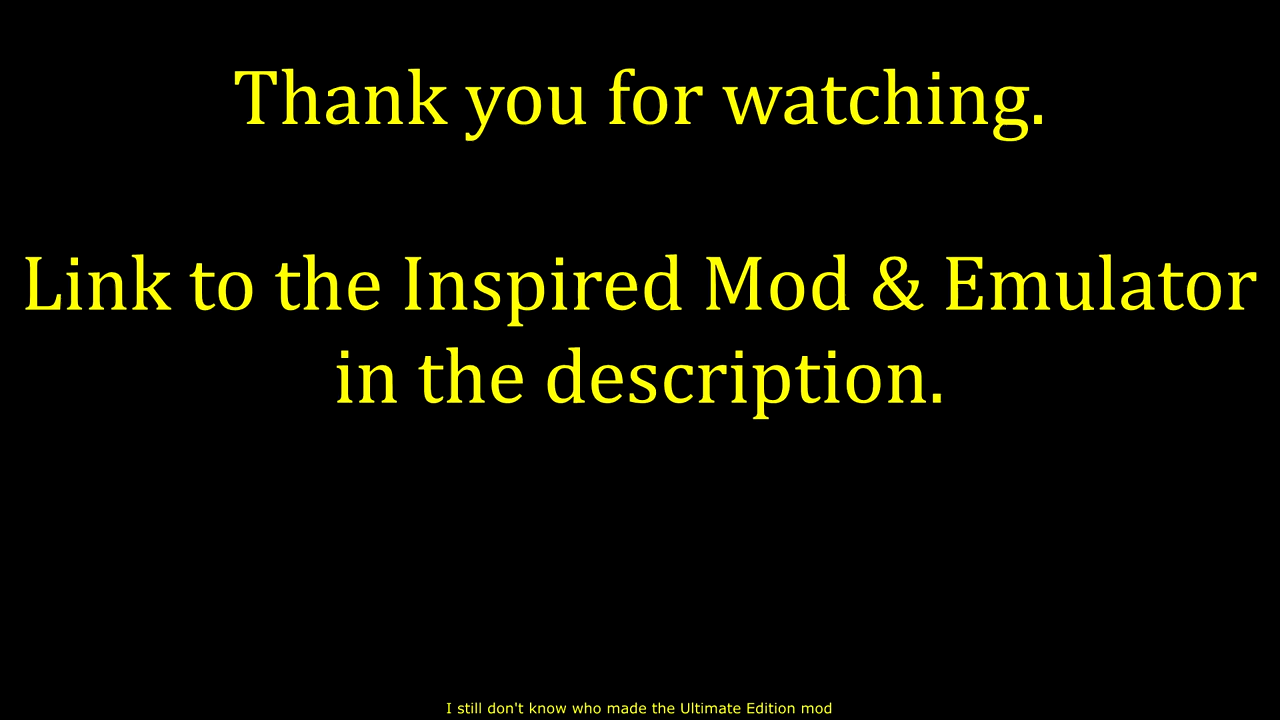 Thank you for watching.
Link to the Inspired Mod & Emulator
in the description.
I still don't know who made the Ultimate Edition mod